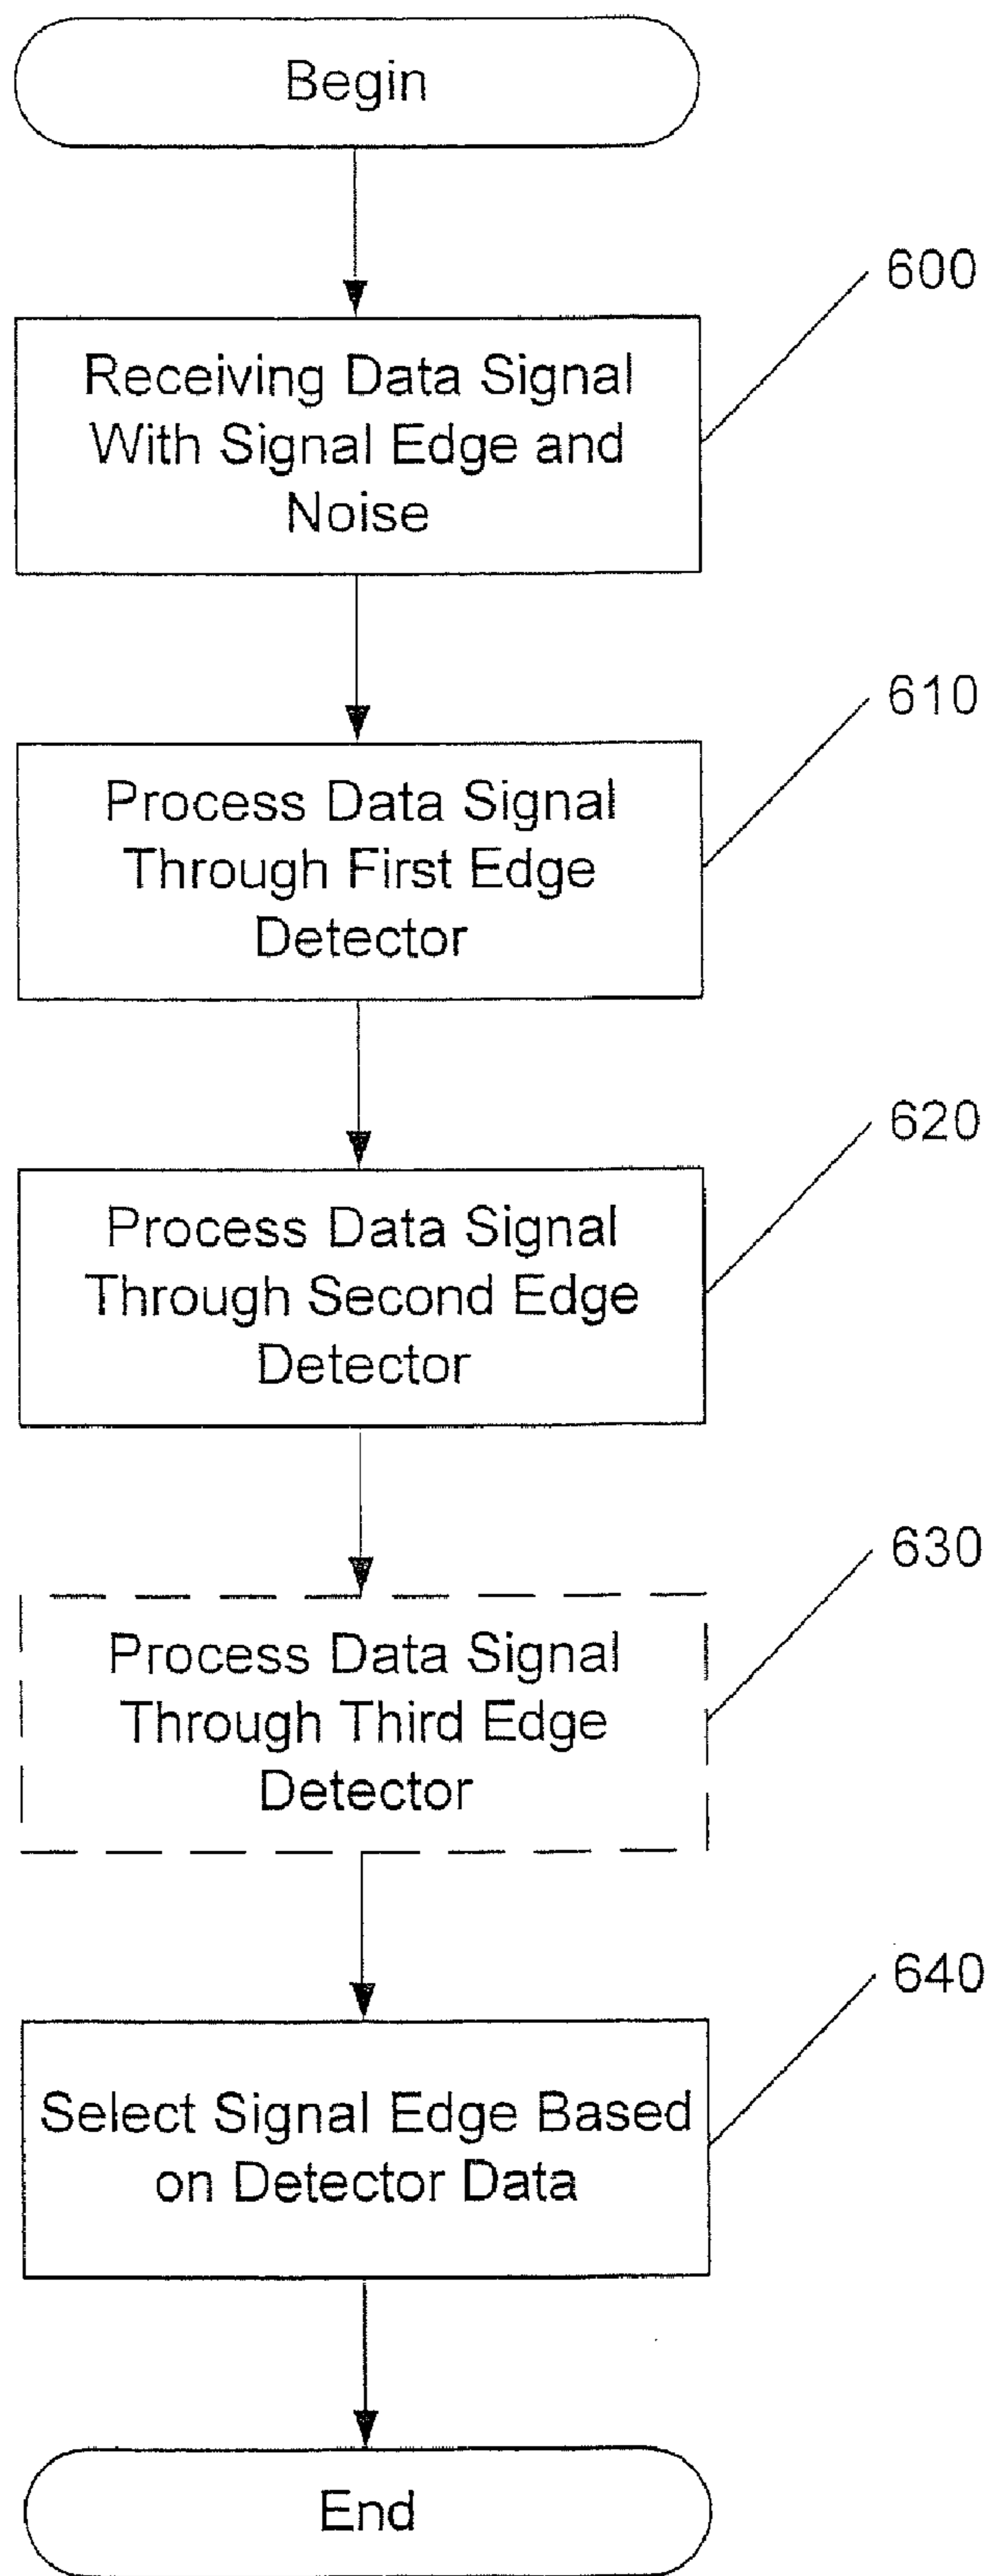 Begin
600
Receiving Data Signal
With Signal Edge and
Noise
610
Process Data Signal
Through First Edge
Detector
620
Process Data Signal
Through Second Edge
Detector
630
Process Data Signal
Through Third Edge
Detector
640
Select Signal Edge Based
on Detector Data
End